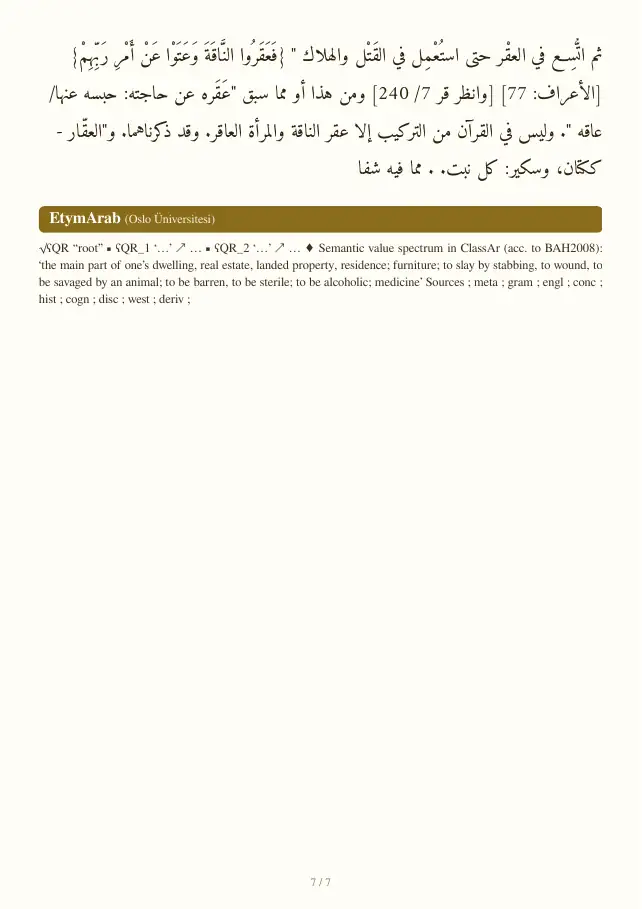 ثم اتُّسِع في العقْر حتى استُعْمِل في القَتْل والهلاك " {فَعَقَرُوا النَّاقَةَ وَعَتَوْا عَنْ أَمْرِ رَبِّهِمْ}
[الأعراف: 77] [وانظر قر 7/ 240] ومن هذا أو مما سبق "عَقَره عن حاجته: حبسه عنها/
عاقه ". وليس في القرآن من التركيب إلا عقر الناقة والمرأة العاقر. وقد ذكرناهما. و"العقّار -
ككتان، وسكير: كل نبت. . مما فيه شفا
EtymArab (Oslo Üniversitesi)
√ʕQR “root” ▪ ʕQR_1 ‘…’ ↗ … ▪ ʕQR_2 ‘…’ ↗ … ♦ Semantic value spectrum in ClassAr (acc. to BAH2008):
‘the main part of one’s dwelling, real estate, landed property, residence; furniture; to slay by stabbing, to wound, to
be savaged by an animal; to be barren, to be sterile; to be alcoholic; medicine’ Sources ; meta ; gram ; engl ; conc ;
hist ; cogn ; disc ; west ; deriv ;
7 / 7